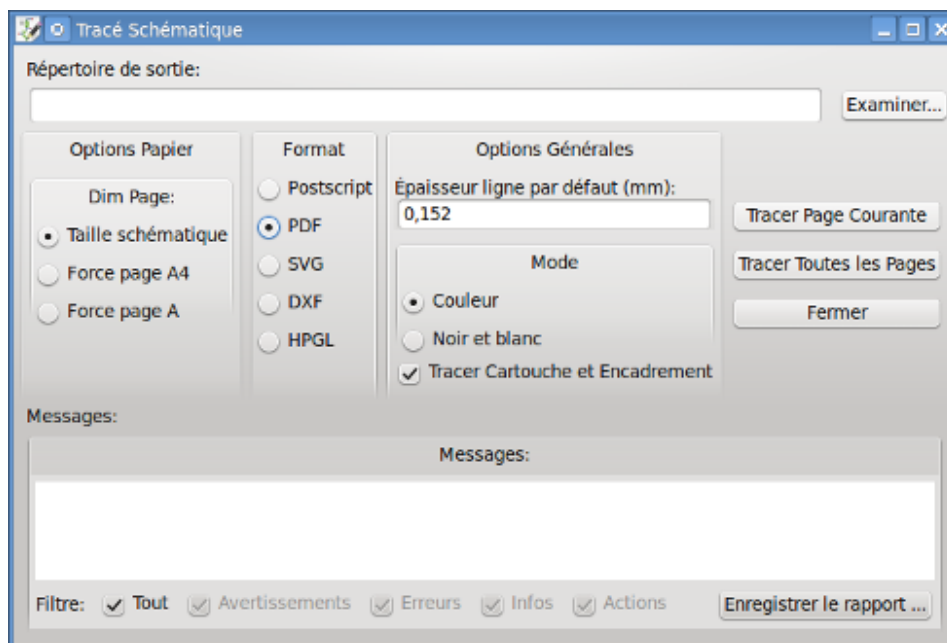 Tracé Schématique
Répertoire de sortie:
Examiner...
Options Papier
Dim Page:
Taille schématique
Force page A4
Force page A
Format
Postscript
PDF
SVG
DXF
HPGL
Options Générales
Épaisseur ligne par défaut (mm):
0,152
Mode
Couleur
Noir et blanc
Tracer Cartouche et Encadrement
Tracer Page Courante
Tracer Toutes les Pages
Fermer
Messages:
Messages:
Filtre: Tout Avertissements Erreurs Infos Actions Enregistrer le rapport ...